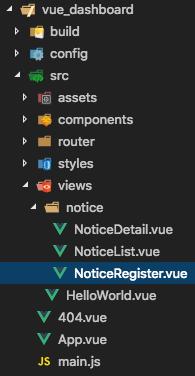 vue_dashboard
build
config
src
assets
components
router
styles
views
notice
NoticeDetail.vue
NoticeList.vue
NoticeRegister.vue
HelloWorld.vue
404.vue
App.vue
JS main.js